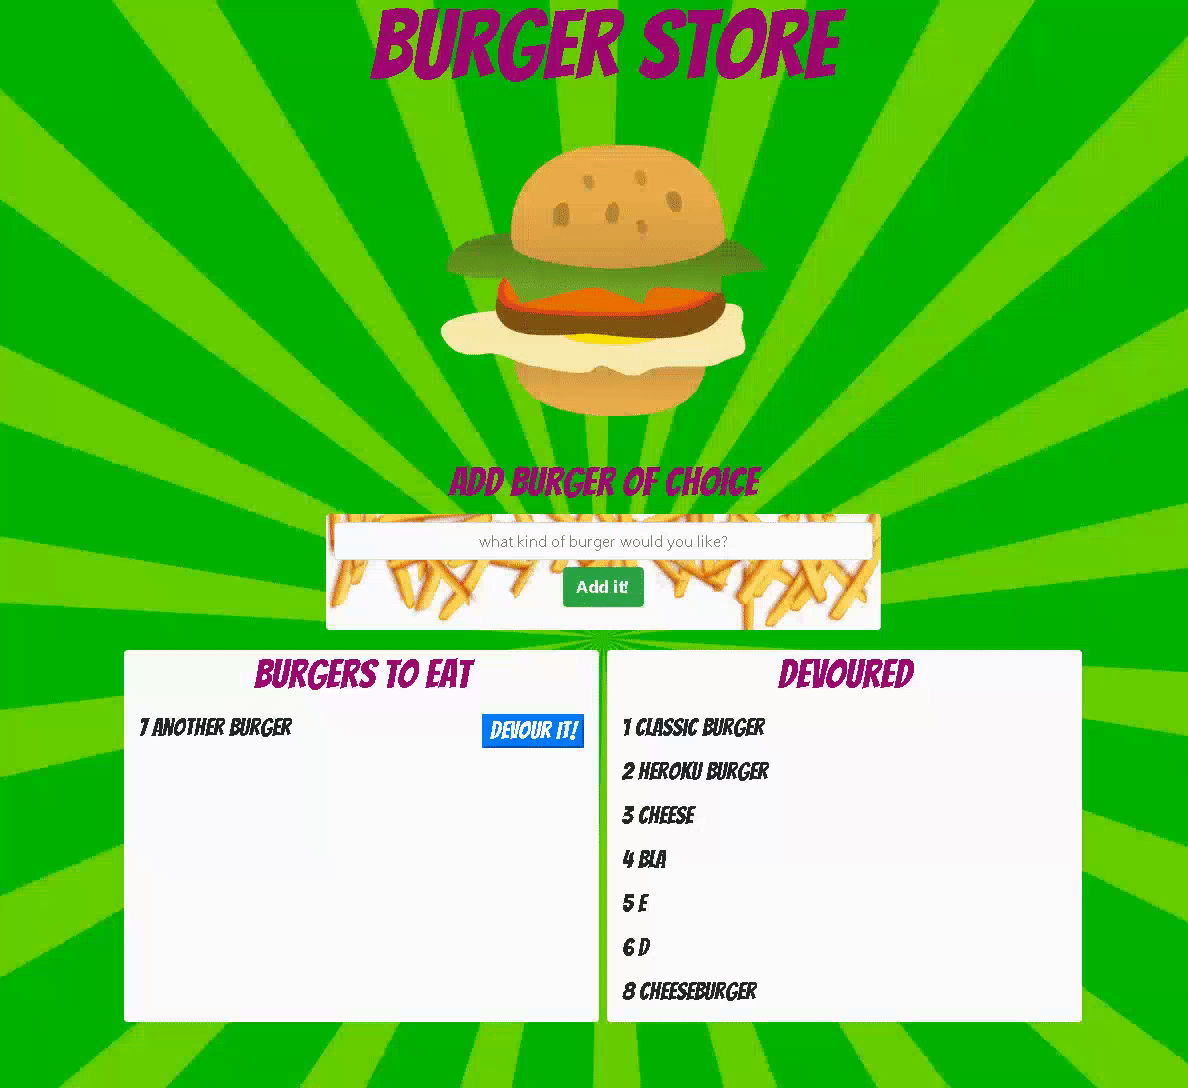 BURGER STORE
ADD BURGER OF CHOICE
what kind of burger would you like?
Add it!
BURGERS TO EAT
7 ANOTHER BURGER
DEVOUR IT!
DEVOURED
1 CLASSIC BURGER
2 HEROKU BURGER
3 CHEESE
4 BLA
5 E
6 D
8 CHEESEBURGER